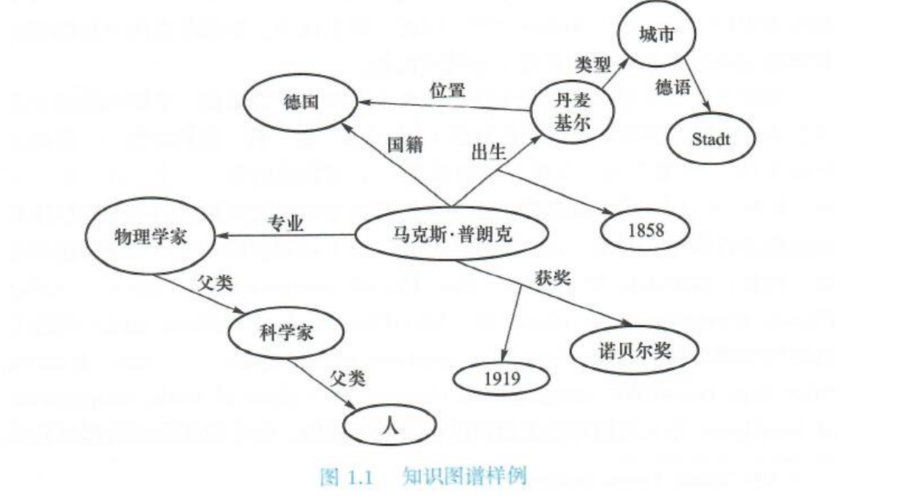 城市
类型
德语
德国
位置
丹麦
基尔
Stadt
国籍
出生
物理学家
专业
马克斯·普朗克
1858
父类
获奖
科学家
诺贝尔奖
父类
1919
人
图 1.1 知识图谱样例